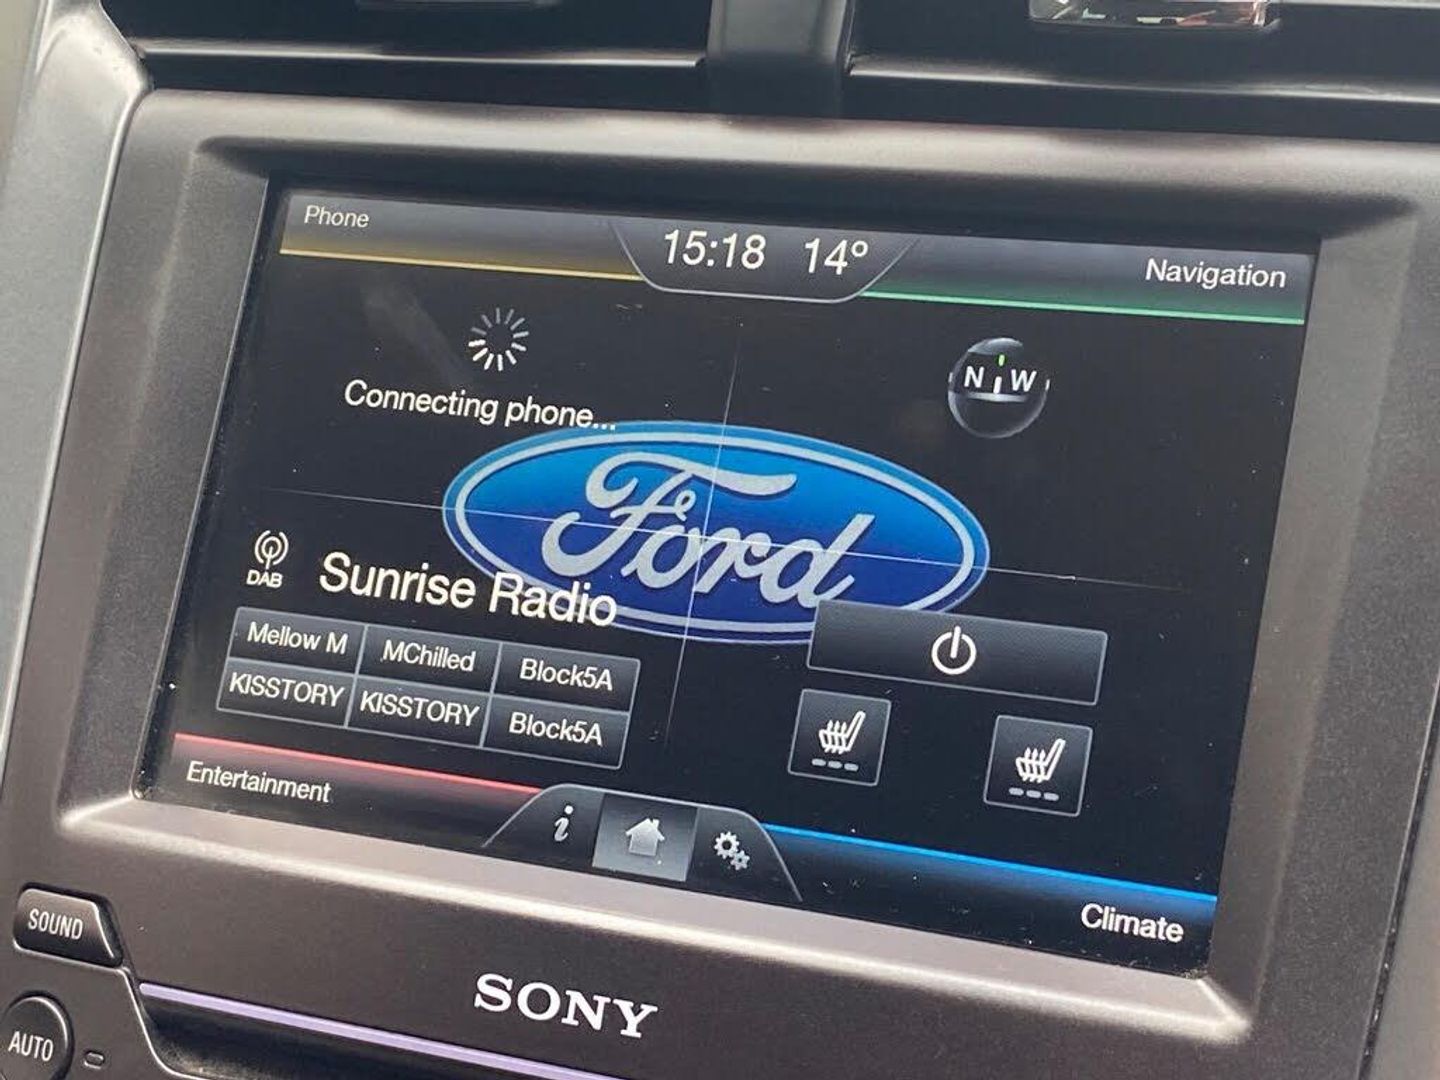 Phone
15:18 14°
Navigation
Connecting phone...
N W
Ford
DAB
Sunrise Radio
Mellow M MChilled Block5A
KISSTORY KISSTORY Block5A
Entertainment
i
Climate
SOUND
SONY
AUTO